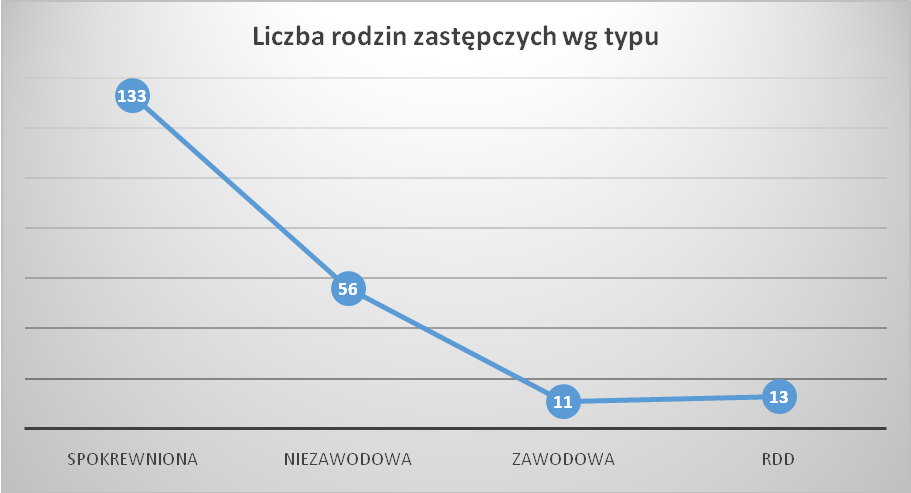 Liczba rodzin zastępczych wg typu
133
56
11
13
SPOKREWNIONA NIEZAWODOWA ZAWODOWA RDD